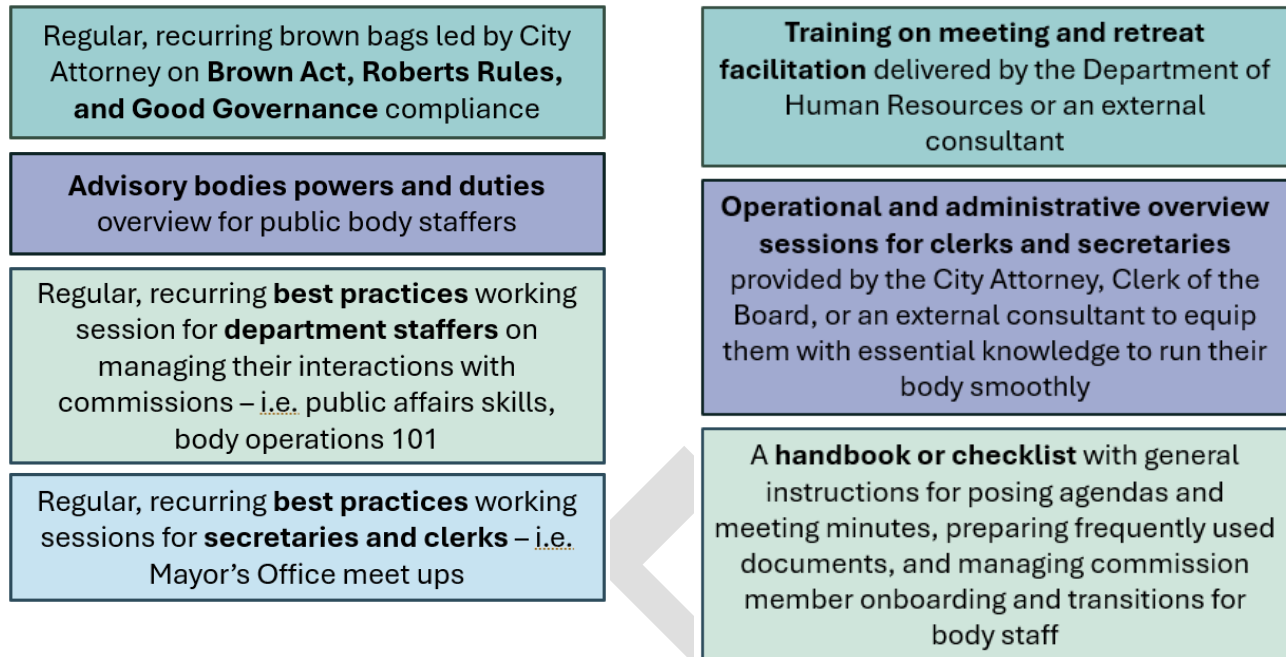 Regular, recurring brown bags led by City
Attorney on Brown Act, Roberts Rules,
and Good Governance compliance
Advisory bodies powers and duties
overview for public body staffers
Regular, recurring best practices working
session for department staffers on
managing their interactions with
commissions – i.e. public affairs skills,
body operations 101
Regular, recurring best practices working
sessions for secretaries and clerks – i.e.
Mayor’s Office meet ups
Training on meeting and retreat
facilitation delivered by the Department of
Human Resources or an external
consultant
Operational and administrative overview
sessions for clerks and secretaries
provided by the City Attorney, Clerk of the
Board, or an external consultant to equip
them with essential knowledge to run their
body smoothly
A handbook or checklist with general
instructions for posing agendas and
meeting minutes, preparing frequently used
documents, and managing commission
member onboarding and transitions for
body staff